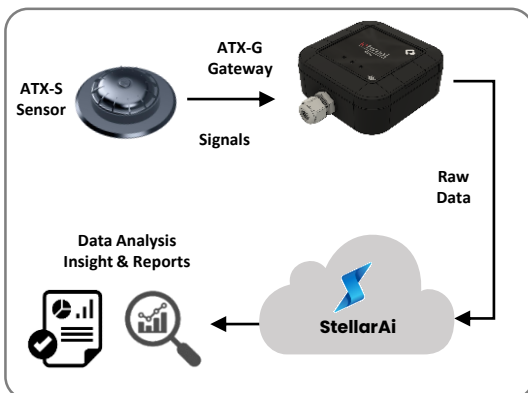 ATX-S
Sensor
ATX-G
Gateway
Signals
Raw
Data
Data Analysis
Insight & Reports
StellarAi